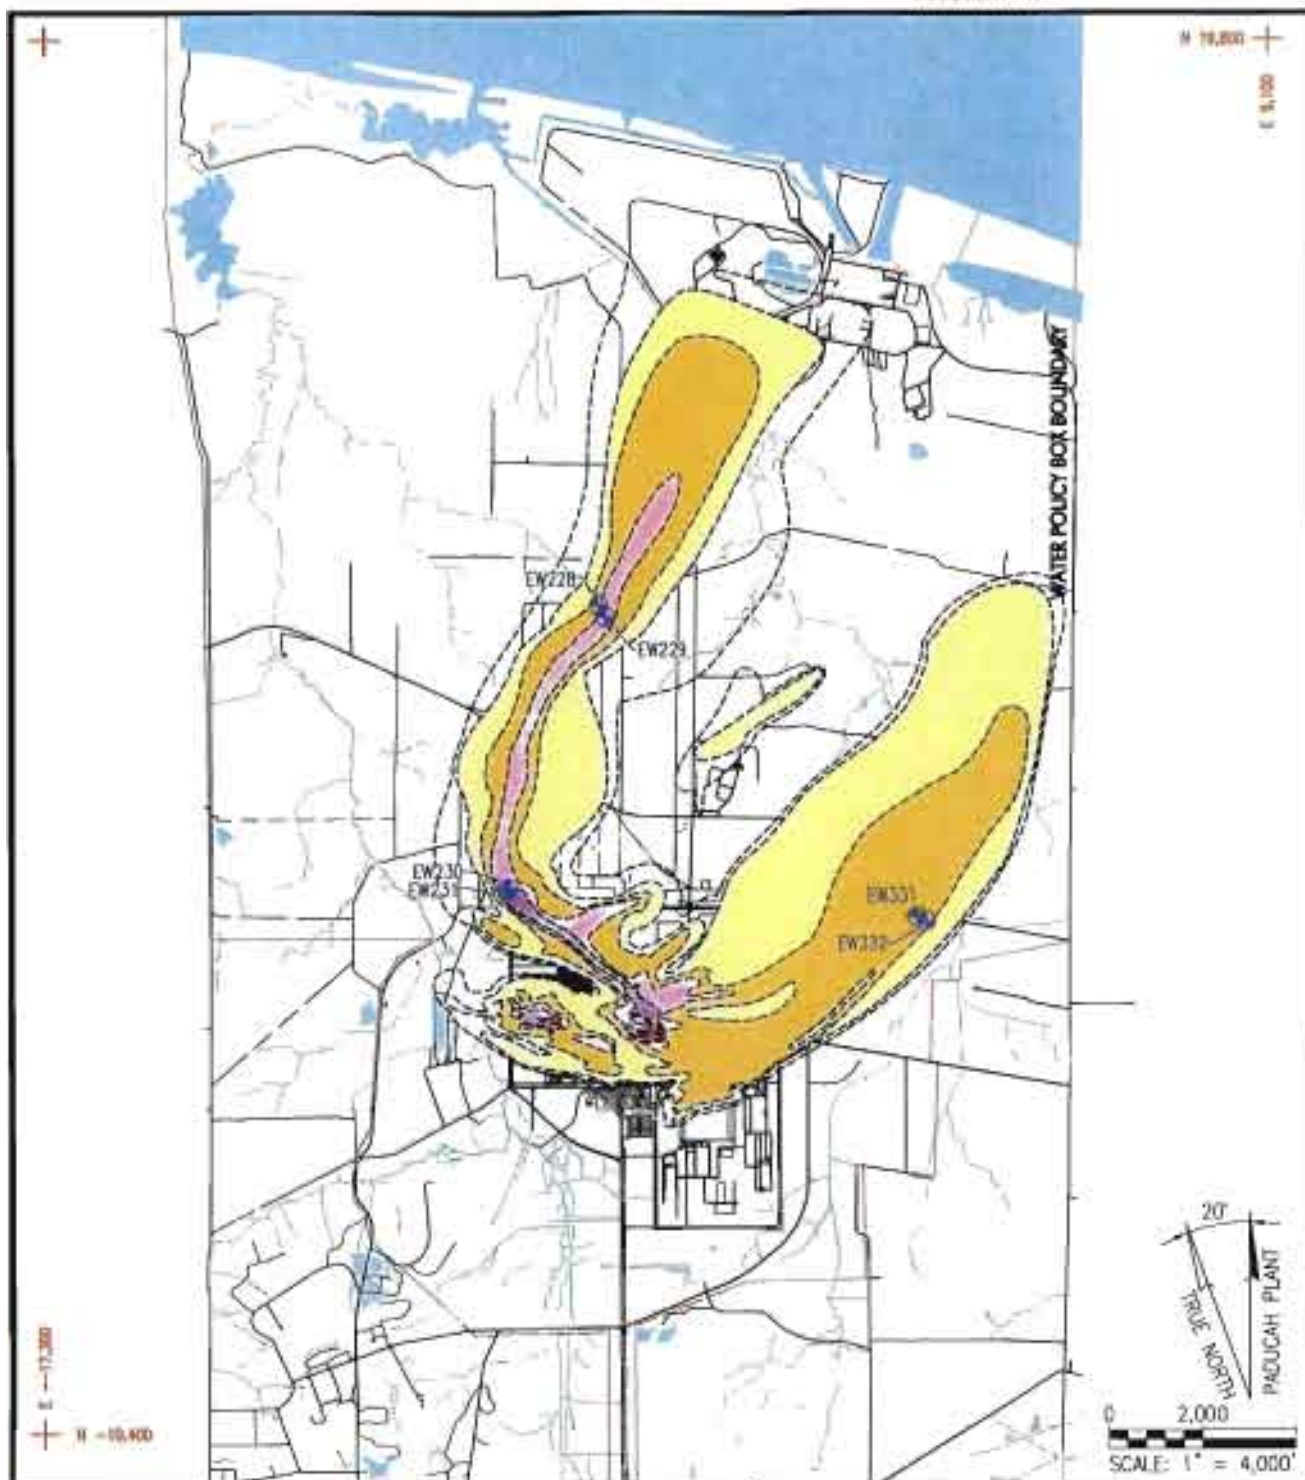 N 19,800
E 9,100
WATER POLICY BOX BOUNDARY
EW228
EW229
EW230
EW231
EW331
EW332
20'
TRUE NORTH
PADUCAH PLANT
E -17,300
N -10,400
0 2,000
SCALE: 1" = 4,000'